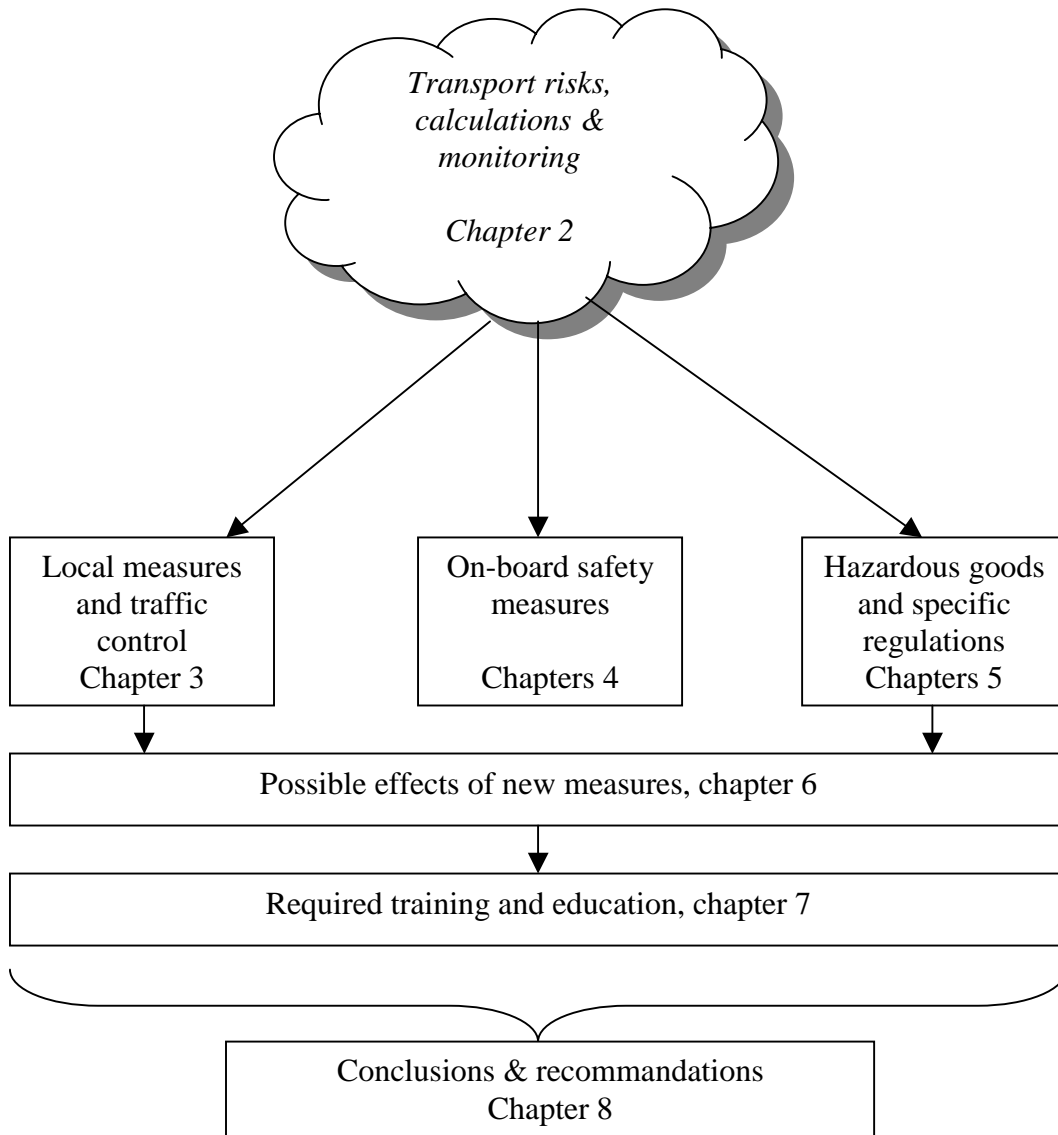 Transport risks,
calculations &
monitoring
Chapter 2
Local measures
and traffic
control
Chapter 3
On-board safety
measures
Chapters 4
Hazardous goods
and specific
regulations
Chapters 5
Possible effects of new measures, chapter 6
Required training and education, chapter 7
Conclusions & recommandations
Chapter 8